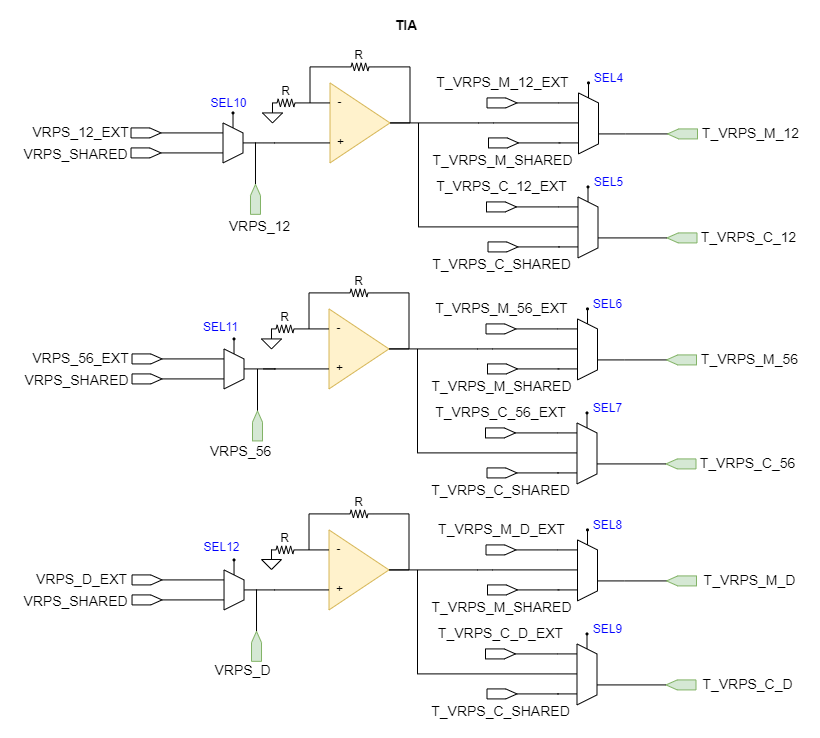 TIA
R
R
-
+
SEL10
VRPS_12_EXT
VRPS_SHARED
VRPS_12
T_VRPS_M_12_EXT
SEL4
T_VRPS_M_SHARED
T_VRPS_M_12
T_VRPS_C_12_EXT
SEL5
T_VRPS_C_SHARED
T_VRPS_C_12
R
R
-
+
SEL11
VRPS_56_EXT
VRPS_SHARED
VRPS_56
T_VRPS_M_56_EXT
SEL6
T_VRPS_M_SHARED
T_VRPS_M_56
T_VRPS_C_56_EXT
SEL7
T_VRPS_C_SHARED
T_VRPS_C_56
R
R
-
+
SEL12
VRPS_D_EXT
VRPS_SHARED
VRPS_D
T_VRPS_M_D_EXT
SEL8
T_VRPS_M_SHARED
T_VRPS_M_D
T_VRPS_C_D_EXT
SEL9
T_VRPS_C_SHARED
T_VRPS_C_D